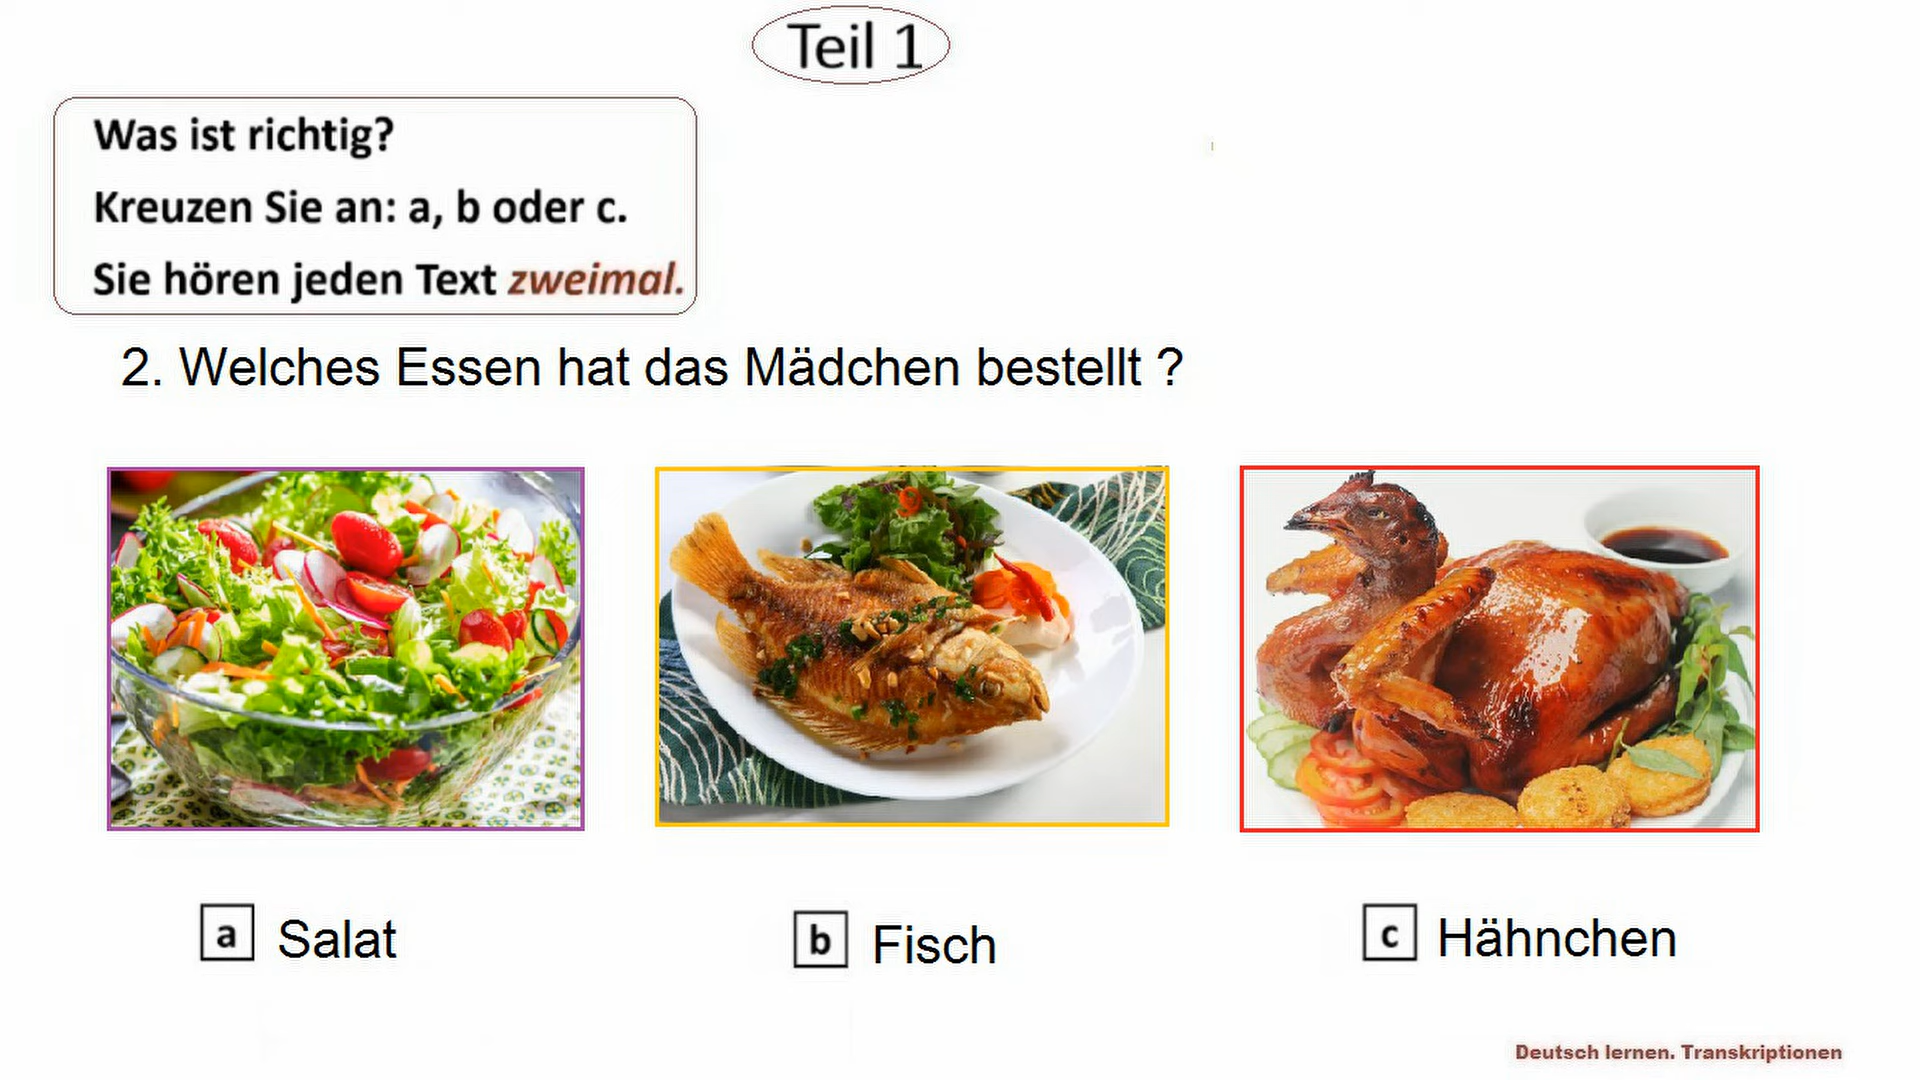 Teil 1
Was ist richtig?
Kreuzen Sie an: a, b oder c.
Sie hören jeden Text zweimal.
2. Welches Essen hat das Mädchen bestellt ?
a Salat
b Fisch
c Hähnchen
Deutsch lernen. Transkriptionen